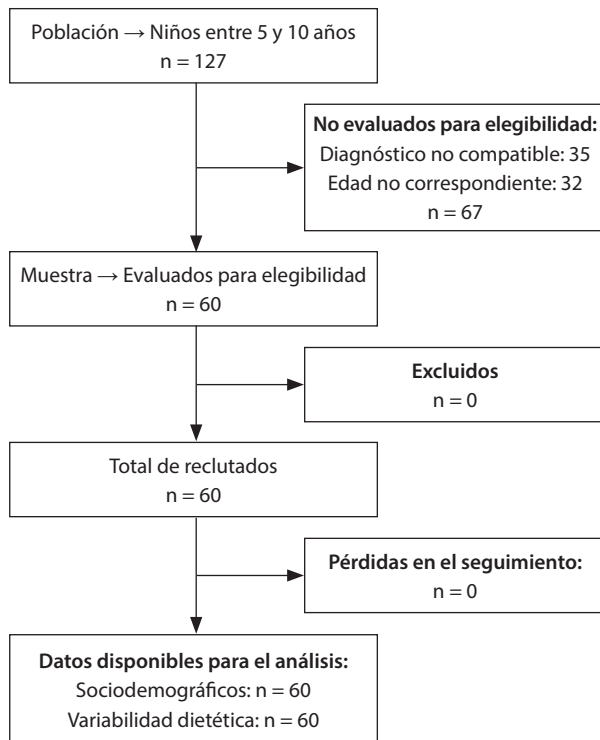 Población → Niños entre 5 y 10 años
n = 127
No evaluados para elegibilidad:
Diagnóstico no compatible: 35
Edad no correspondiente: 32
n = 67
Muestra → Evaluados para elegibilidad
n = 60
Excluidos
n = 0
Total de reclutados
n = 60
Pérdidas en el seguimiento:
n = 0
Datos disponibles para el análisis:
Sociodemográficos: n = 60
Variabilidad dietética: n = 60